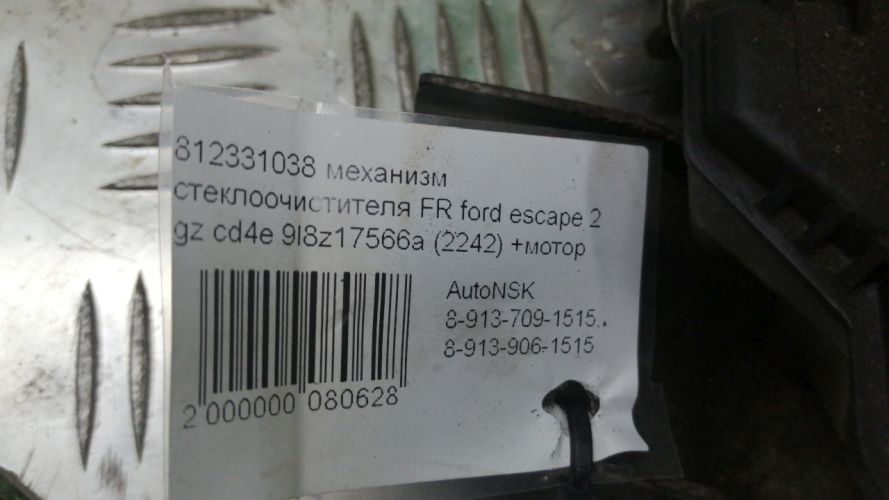 812331038 механизм
стеклоочистителя FR ford escape 2
gz cd4e 9l8z17566a (2242) +мотор
AutoNSK
8-913-709-1515,
8-913-906-1515
2 000000 080628